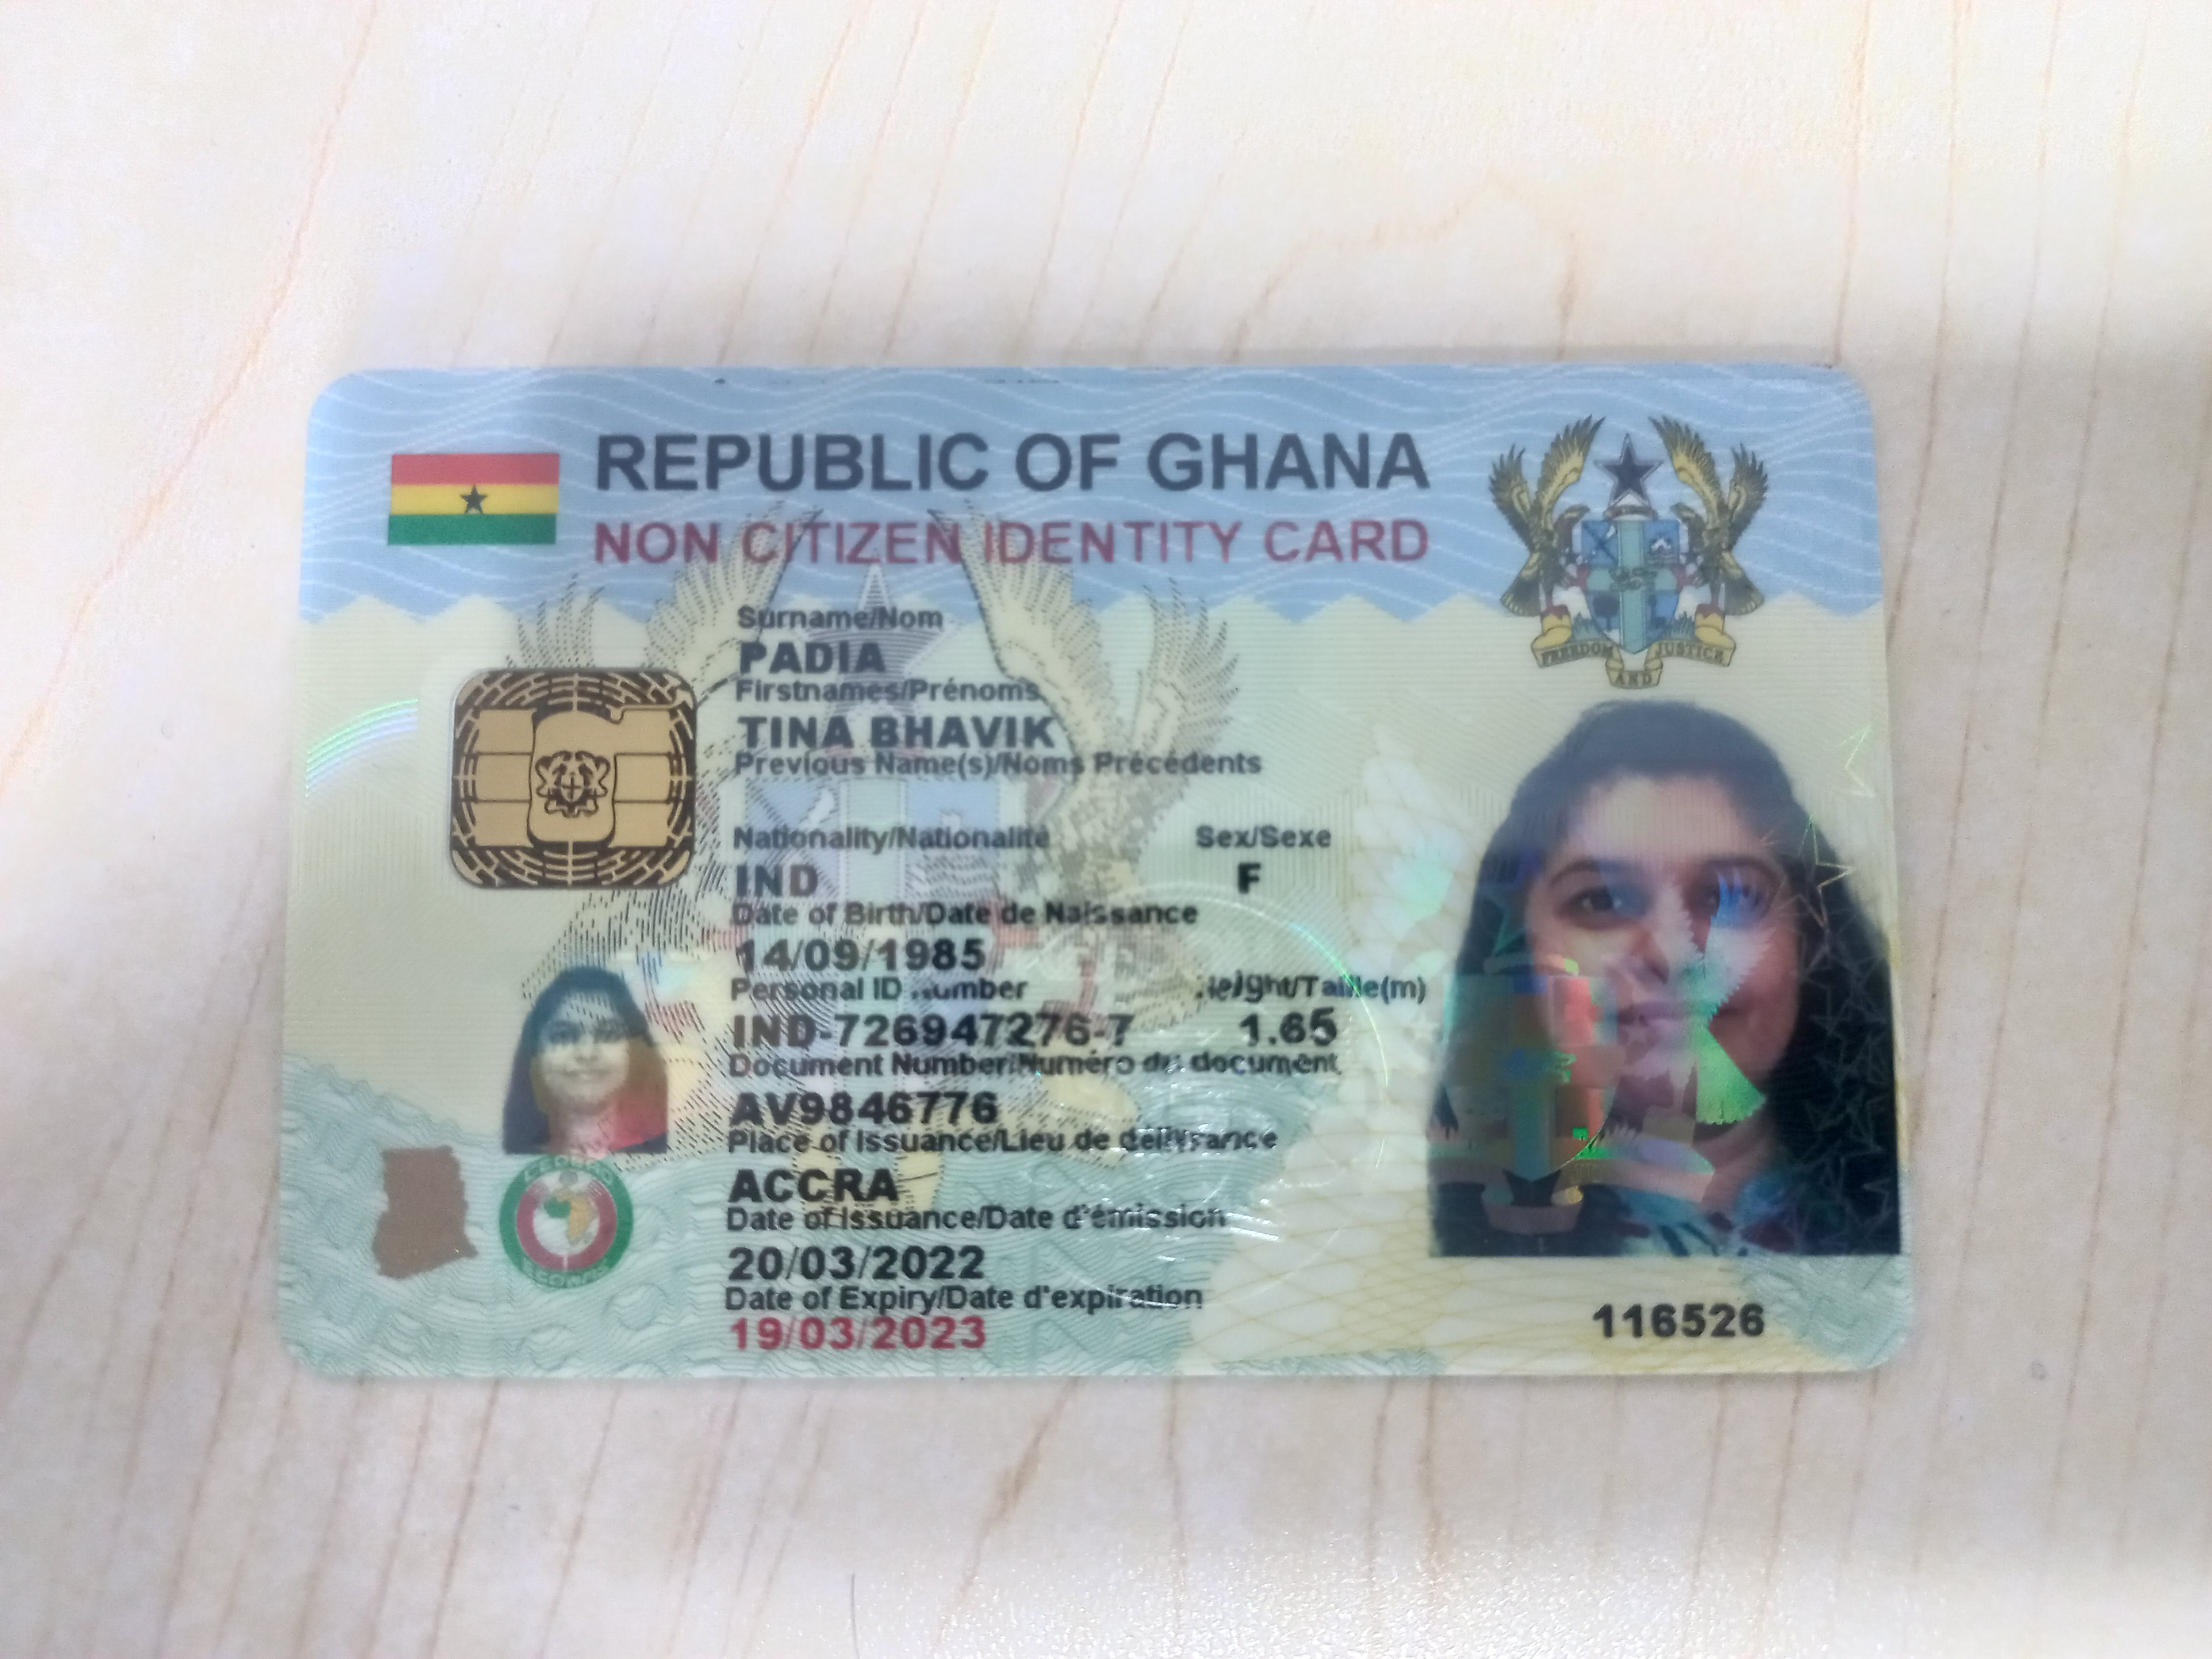 REPUBLIC OF GHANA
NON CITIZEN IDENTITY CARD
Surname/Nom
PADIA
Firstnames/Prénoms
TINA BHAVIK
Previous Name(s)/Noms Précédents
Nationality/Nationalité Sex/Sexe
IND F
Date of Birth/Date de Naissance
14/09/1985
Personal ID Number Height/Taille(m)
IND-726947276-7 1.65
Document Number/Numéro du document
AV9846776
Place of Issuance/Lieu de délivrance
ACCRA
Date of Issuance/Date d'émission
20/03/2022
Date of Expiry/Date d'expiration
19/03/2023
116526
FREEDOM AND JUSTICE